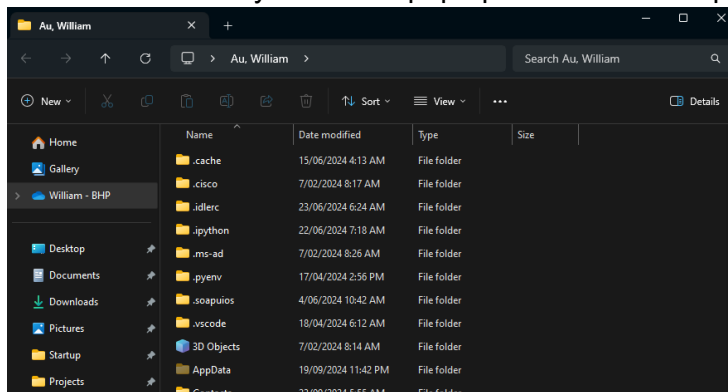 Au, William
Au, William
Search Au, William
New
Sort
View
Details
Name Date modified Type Size
Home
Gallery
William - BHP
Desktop
Documents
Downloads
Pictures
Startup
Projects
.cache 15/06/2024 4:13 AM File folder
.cisco 7/02/2024 8:17 AM File folder
.idlerc 23/06/2024 6:24 AM File folder
.ipython 22/06/2024 7:18 AM File folder
.ms-ad 7/02/2024 8:26 AM File folder
.pyenv 17/04/2024 2:56 PM File folder
.soapuios 4/06/2024 10:42 AM File folder
.vscode 18/04/2024 6:12 AM File folder
3D Objects 7/02/2024 8:14 AM File folder
AppData 19/09/2024 11:42 PM File folder